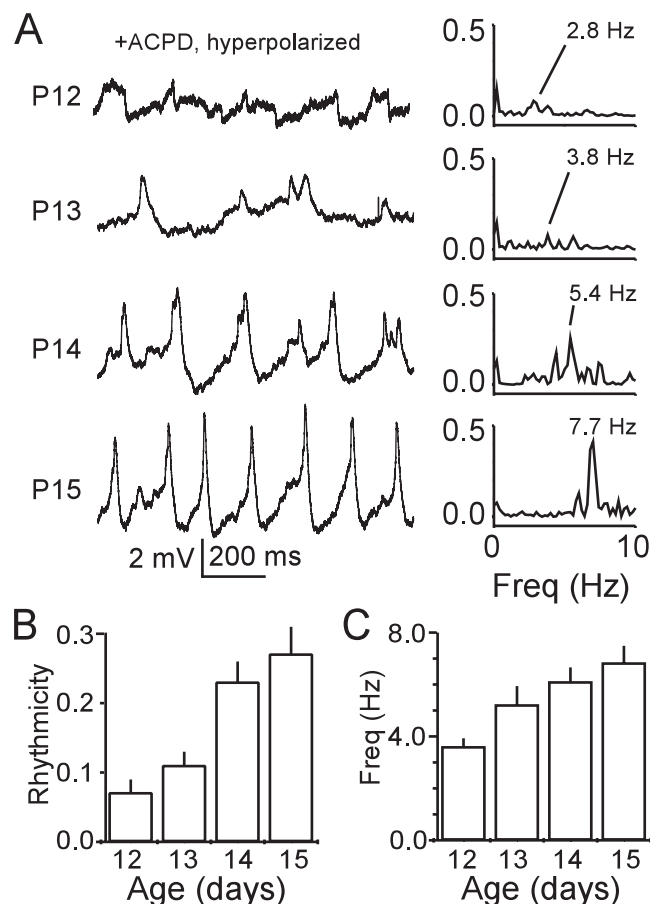 A
+ACPD, hyperpolarized
P12
0.5
0.0
2.8 Hz
P13
0.5
0.0
3.8 Hz
P14
0.5
0.0
5.4 Hz
P15
0.5
0.0
7.7 Hz
0 10
Freq (Hz)
2 mV 200 ms
B
Rhythmicity
0.3
0.2
0.1
0.0
12 13 14 15
Age (days)
C
Freq (Hz)
8.0
4.0
0.0
12 13 14 15
Age (days)